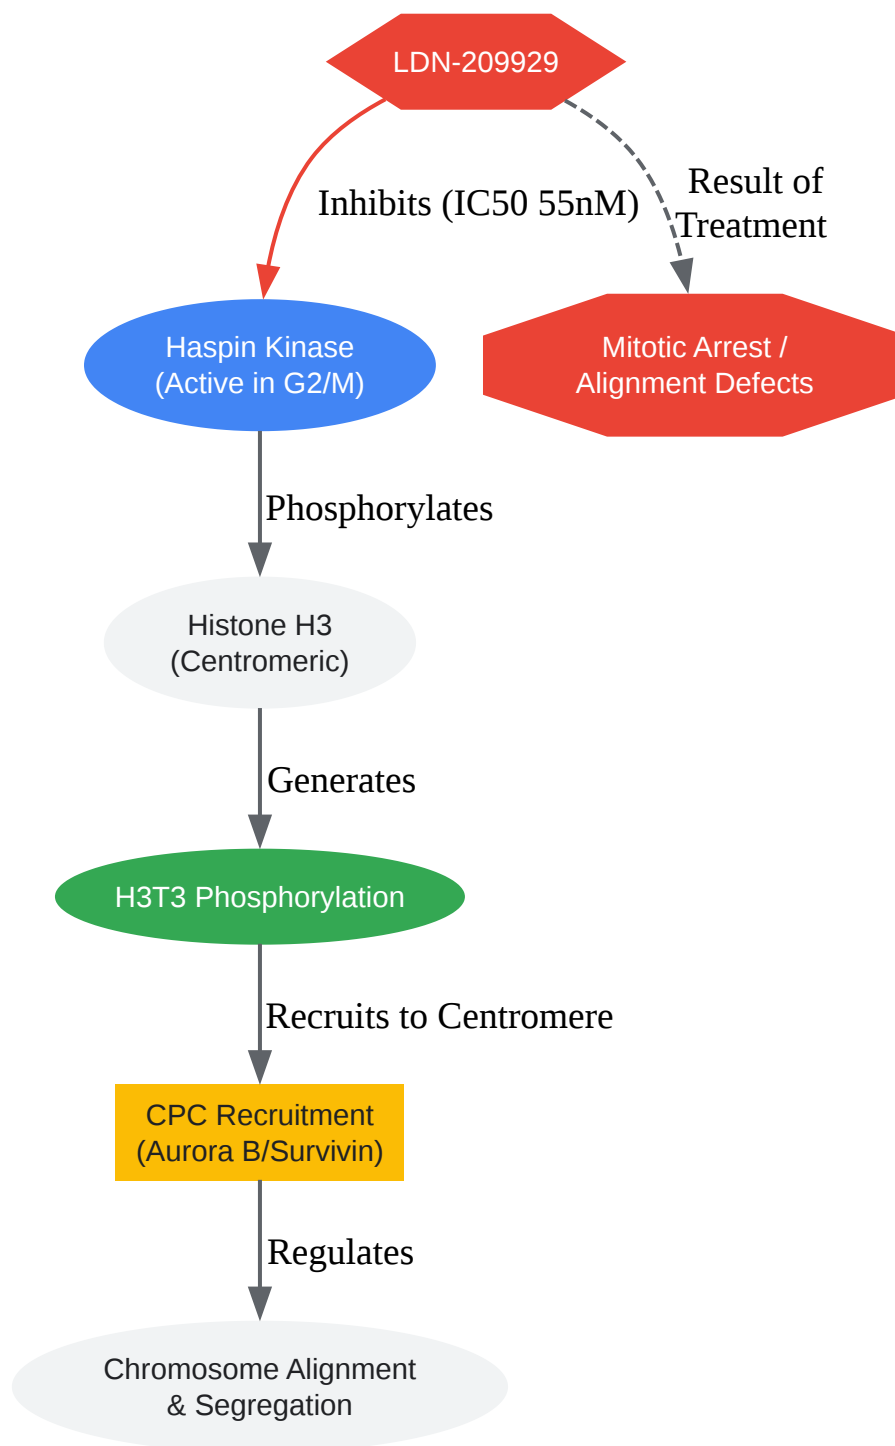 LDN-209929
Inhibits (IC50 55nM)
Result of
Treatment
Haspin Kinase
(Active in G2/M)
Mitotic Arrest /
Alignment Defects
Phosphorylates
Histone H3
(Centromeric)
Generates
H3T3 Phosphorylation
Recruits to Centromere
CPC Recruitment
(Aurora B/Survivin)
Regulates
Chromosome Alignment
& Segregation